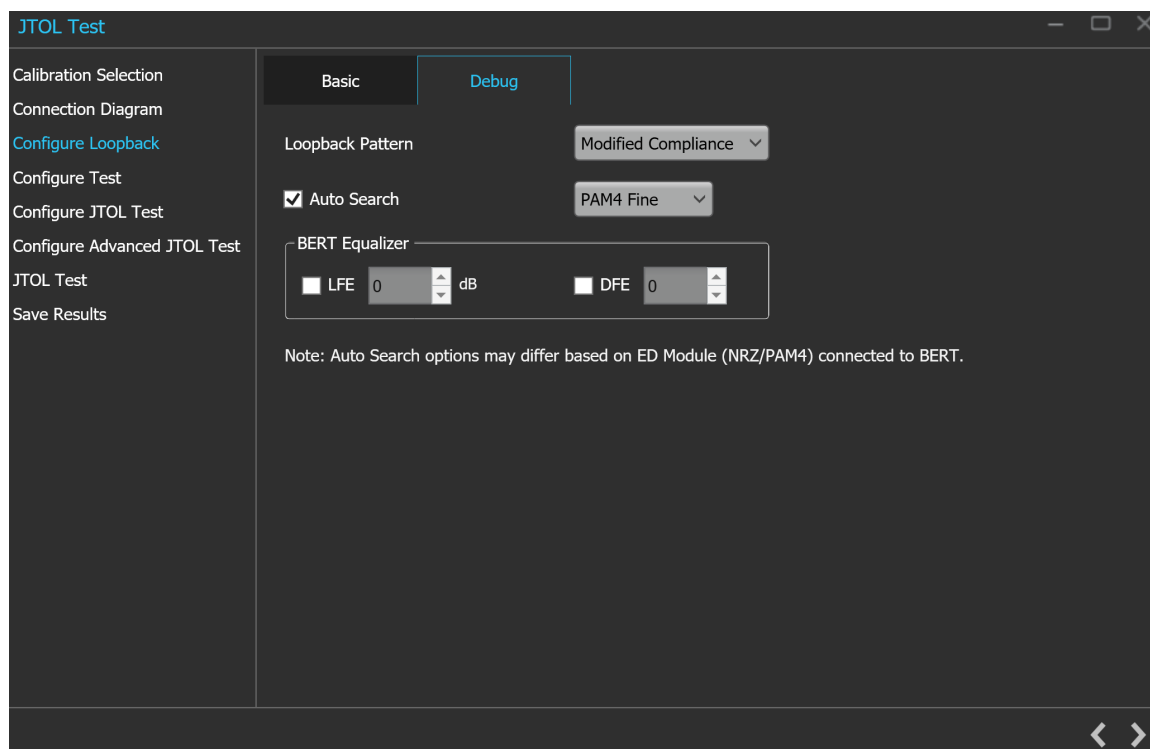 JTOL Test
Calibration Selection
Connection Diagram
Configure Loopback
Configure Test
Configure JTOL Test
Configure Advanced JTOL Test
JTOL Test
Save Results
Basic
Debug
Loopback Pattern
Modified Compliance
Auto Search
PAM4 Fine
BERT Equalizer
LFE 0 dB
DFE 0
Note: Auto Search options may differ based on ED Module (NRZ/PAM4) connected to BERT.